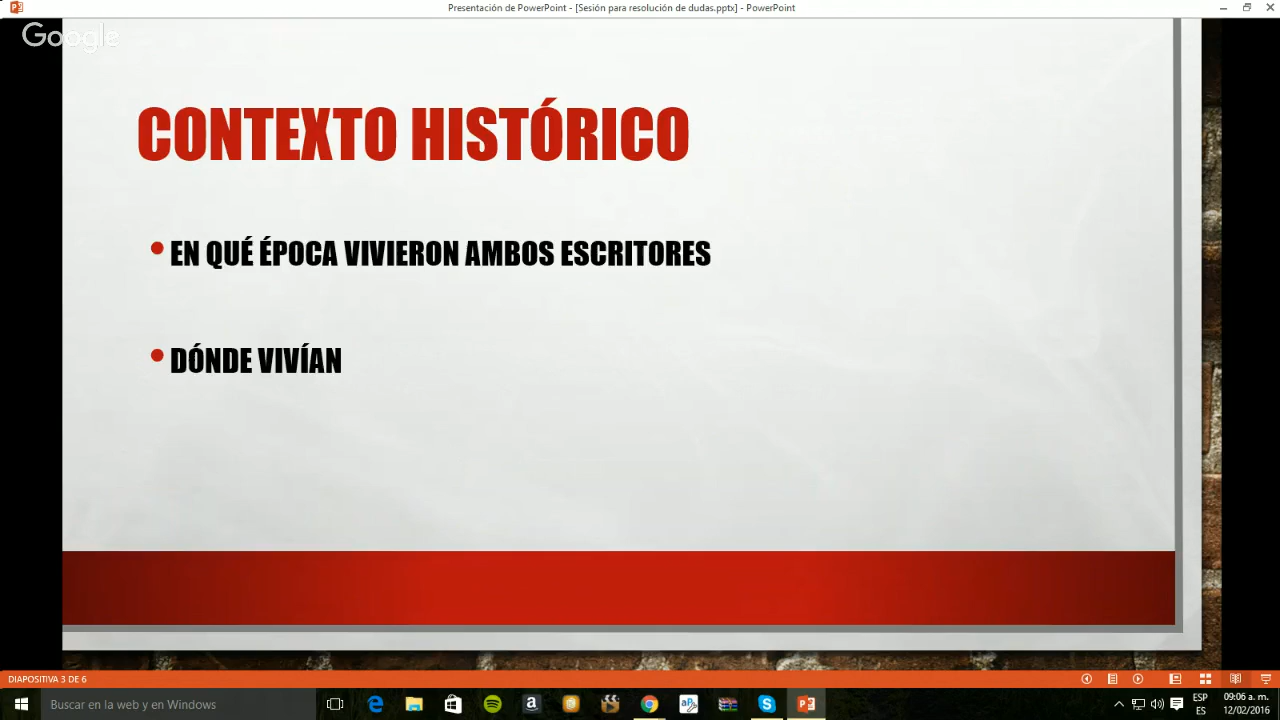 Presentación de PowerPoint - [Sesión para resolución de dudas.pptx] - PowerPoint
Google
CONTEXTO HISTÓRICO
• EN QUÉ ÉPOCA VIVIERON AMBOS ESCRITORES
• DÓNDE VIVÍAN
DIAPOSITIVA 3 DE 6
Buscar en la web y en Windows
ESP
ES
09:06 a. m.
12/02/2016